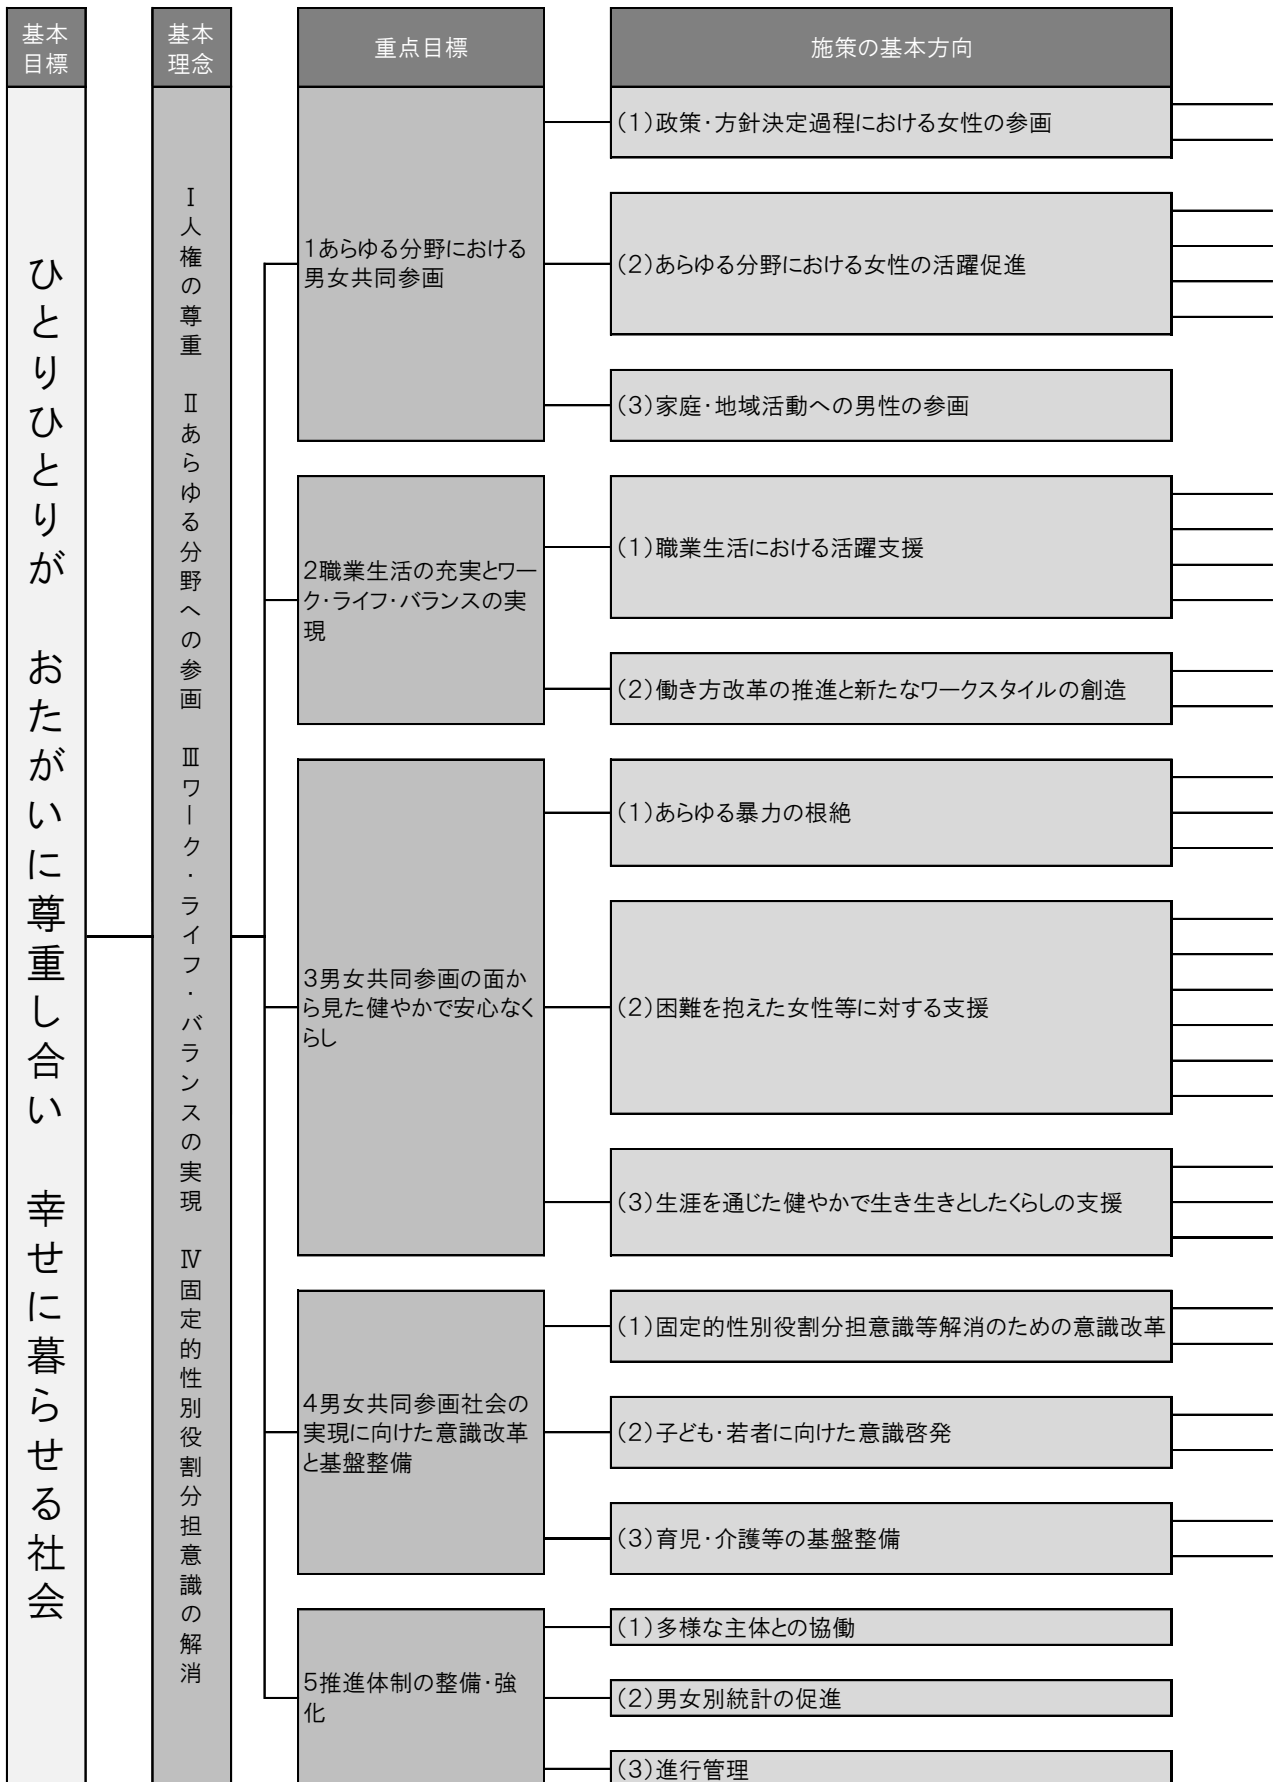 基本
目標
基本
理念
重点目標
施策の基本方向
ひとりひとりが　おたがいに尊重し合い　幸せに暮らせる社会
Ⅰ人権の尊重　Ⅱあらゆる分野への参画　Ⅲワーク・ライフ・バランスの実現　Ⅳ固定的性別役割分担意識の解消
1あらゆる分野における
男女共同参画
(1)政策・方針決定過程における女性の参画
(2)あらゆる分野における女性の活躍促進
(3)家庭・地域活動への男性の参画
2職業生活の充実とワー
ク・ライフ・バランスの実
現
(1)職業生活における活躍支援
(2)働き方改革の推進と新たなワークスタイルの創造
3男女共同参画の面か
ら見た健やかで安心なく
らし
(1)あらゆる暴力の根絶
(2)困難を抱えた女性等に対する支援
(3)生涯を通じた健やかで生き生きとしたくらしの支援
4男女共同参画社会の
実現に向けた意識改革
と基盤整備
(1)固定的性別役割分担意識等解消のための意識改革
(2)子ども・若者に向けた意識啓発
(3)育児・介護等の基盤整備
5推進体制の整備・強
化
(1)多様な主体との協働
(2)男女別統計の促進
(3)進行管理